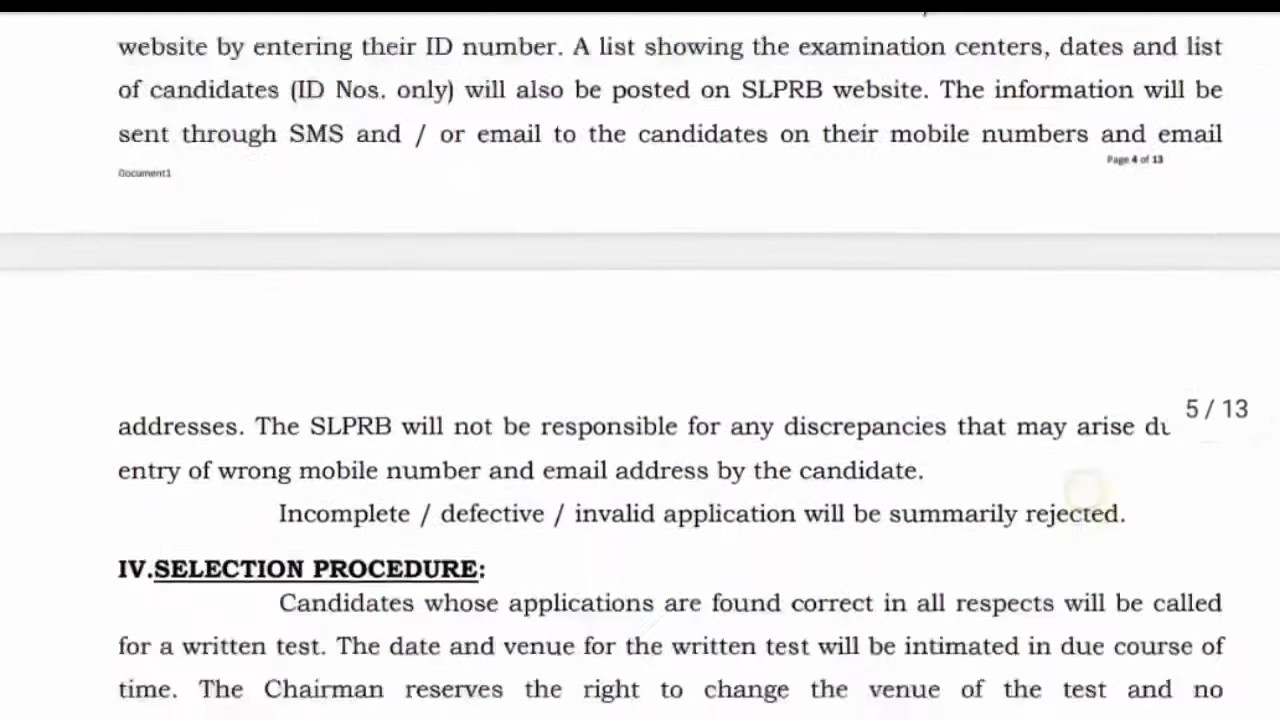 website by entering their ID number. A list showing the examination centers, dates and list
of candidates (ID Nos. only) will also be posted on SLPRB website. The information will be
sent through SMS and / or email to the candidates on their mobile numbers and email
Page 4 of 13
Document1
addresses. The SLPRB will not be responsible for any discrepancies that may arise
5 / 13
entry of wrong mobile number and email address by the candidate.
Incomplete / defective / invalid application will be summarily rejected.
IV.SELECTION PROCEDURE:
Candidates whose applications are found correct in all respects will be called
for a written test. The date and venue for the written test will be intimated in due course of
time. The Chairman reserves the right to change the venue of the test and no